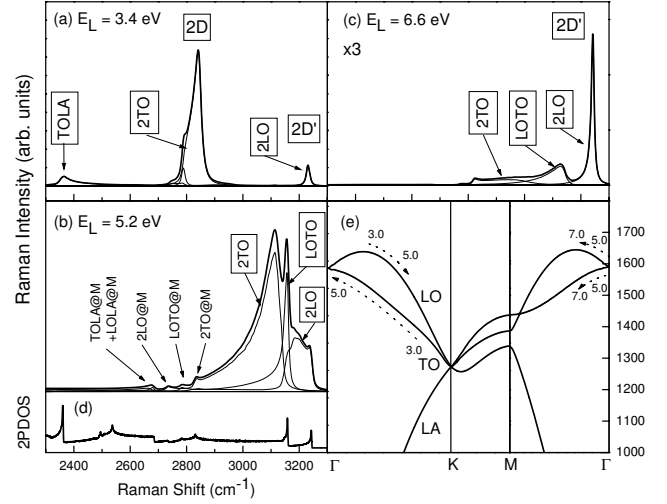 (a) E_L = 3.4 eV
2D
TOLA
2TO
2LO
2D'
(c) E_L = 6.6 eV
x3
2D'
2TO
LOTO
2LO
Raman Intensity (arb. units)
(b) E_L = 5.2 eV
2TO
LOTO
2LO
TOLA@M
+LOLA@M
2LO@M
LOTO@M
2TO@M
(d)
2PDOS
2400 2600 2800 3000 3200
Raman Shift (cm⁻¹)
(e)
3.0
5.0
LO
5.0
3.0
TO
LA
7.0
5.0
5.0
7.0
1700
1600
1500
1400
1300
1200
1100
1000
Γ K M Γ